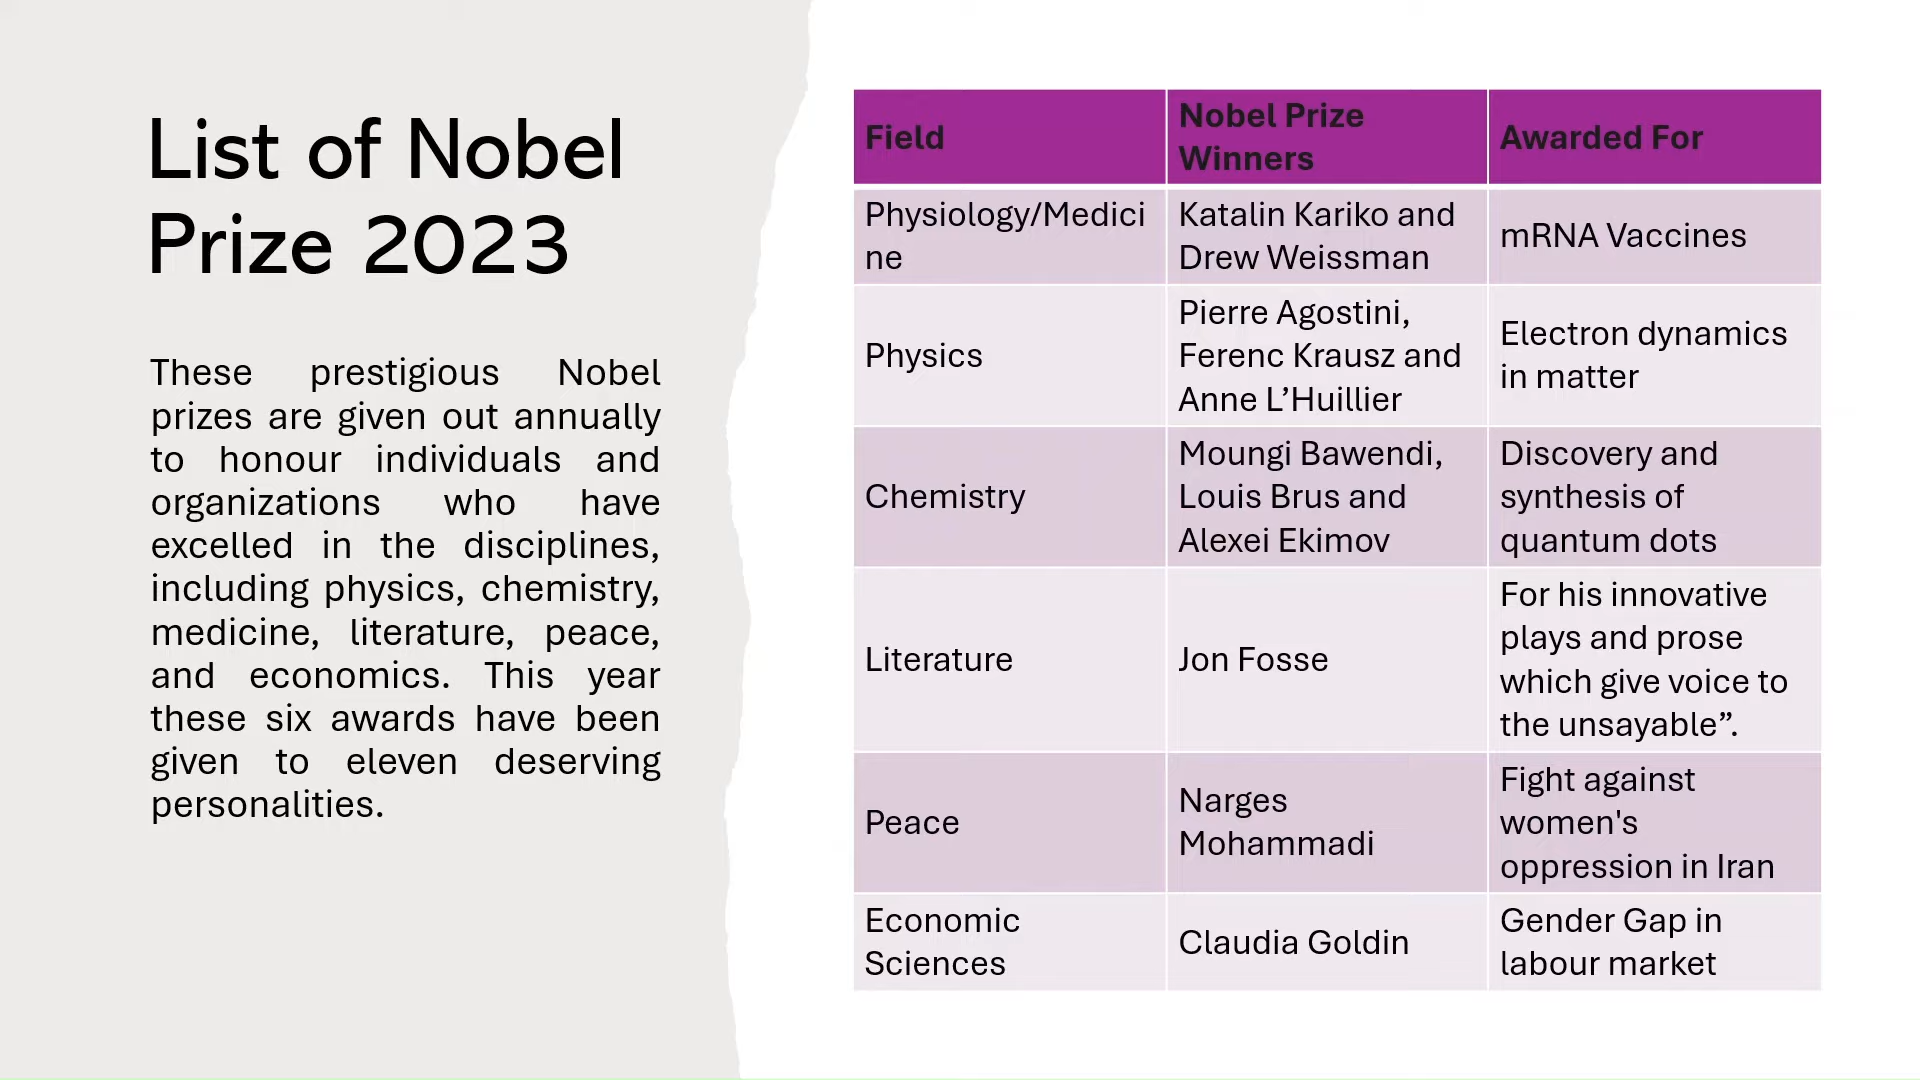 List of Nobel
Prize 2023
These prestigious Nobel
prizes are given out annually
to honour individuals and
organizations who have
excelled in the disciplines,
including physics, chemistry,
medicine, literature, peace,
and economics. This year
these six awards have been
given to eleven deserving
personalities.
Field
Nobel Prize
Winners
Awarded For
Physiology/Medici
ne
Katalin Kariko and
Drew Weissman
mRNA Vaccines
Physics
Pierre Agostini,
Ferenc Krausz and
Anne L’Huillier
Electron dynamics
in matter
Chemistry
Moungi Bawendi,
Louis Brus and
Alexei Ekimov
Discovery and
synthesis of
quantum dots
Literature
Jon Fosse
For his innovative
plays and prose
which give voice to
the unsayable”.
Peace
Narges
Mohammadi
Fight against
women's
oppression in Iran
Economic
Sciences
Claudia Goldin
Gender Gap in
labour market